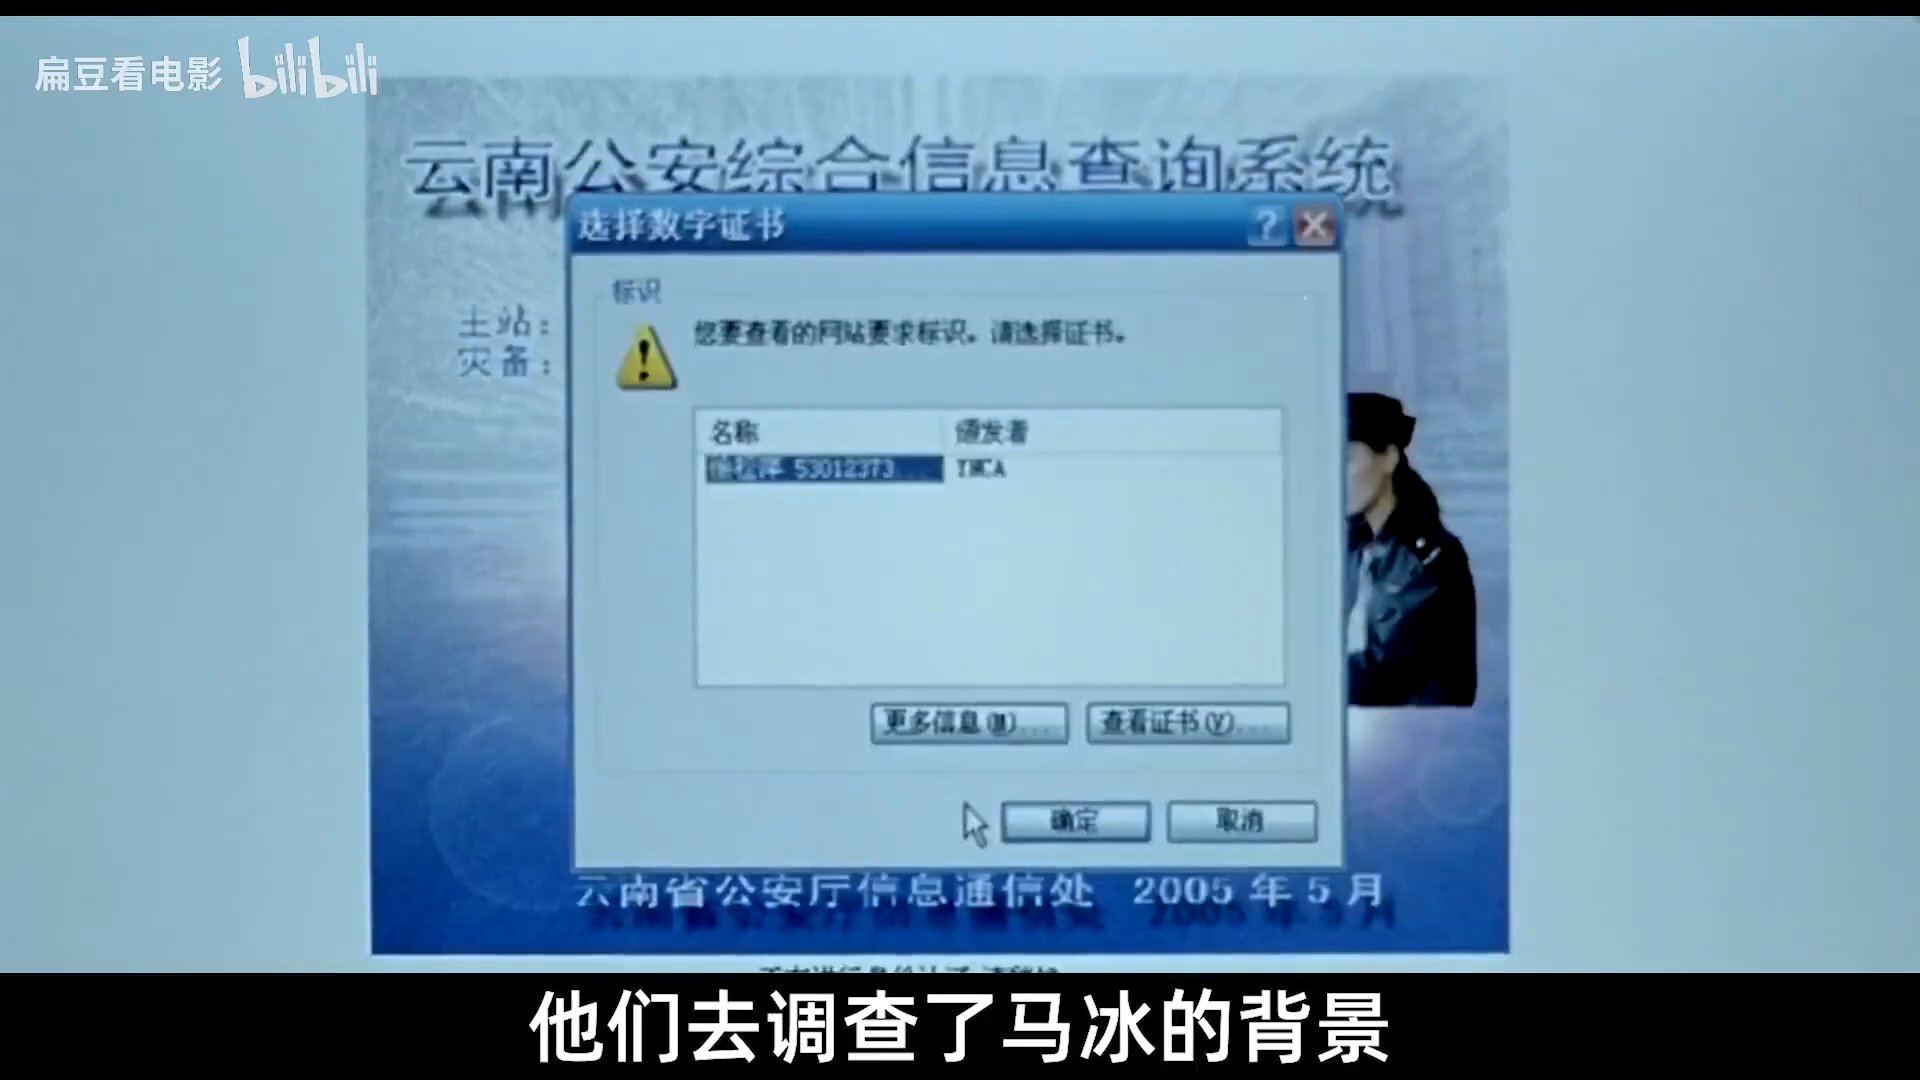 扁豆看电影 bilibili
云南公安综合信息查询系统
选择数字证书
标识
主站：
灾备：
您要查看的网站要求标识。请选择证书。
名称 颁发者
53012373...
更多信息(M)... 查看证书(V)...
确定 取消
云南省公安厅信息通信处 2005年5月
他们去调查了马冰的背景